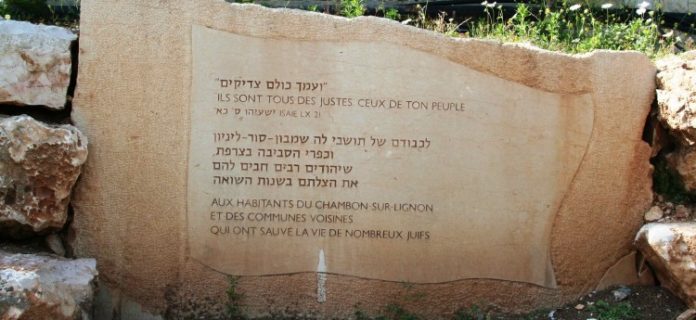 "ועמך כולם צדיקים"
ILS SONT TOUS DES JUSTES CEUX DE TON PEUPLE
ישעיהו ס׳ כא׳ ISAIE LX 21
לכבודם של תושבי לה שמבון-סור-ליניון
וכפרי הסביבה בצרפת,
שיהודים רבים חבים להם
את הצלתם בשנות השואה
AUX HABITANTS DU CHAMBON-SUR-LIGNON
ET DES COMMUNES VOISINES
QUI ONT SAUVÉ LA VIE DE NOMBREUX JUIFS